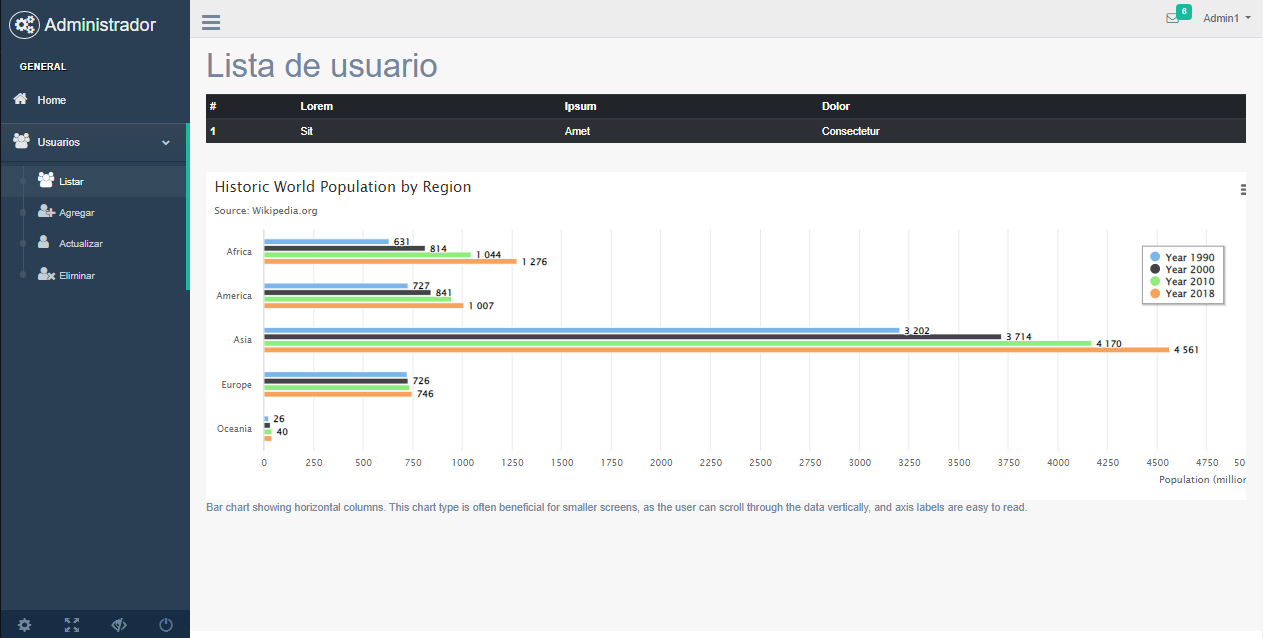 Administrador
6
Admin1
GENERAL
Home
Usuarios
Listar
Agregar
Actualizar
Eliminar
Lista de usuario
# Lorem Ipsum Dolor
1 Sit Amet Consectetur
Historic World Population by Region
Source: Wikipedia.org
Africa
631
814
1 044
1 276
America
727
841
1 007
Asia
3 202
3 714
4 170
4 561
Europe
726
746
Oceania
26
40
Year 1990
Year 2000
Year 2010
Year 2018
0 250 500 750 1000 1250 1500 1750 2000 2250 2500 2750 3000 3250 3500 3750 4000 4250 4500 4750 50
Population (millior
Bar chart showing horizontal columns. This chart type is often beneficial for smaller screens, as the user can scroll through the data vertically, and axis labels are easy to read.